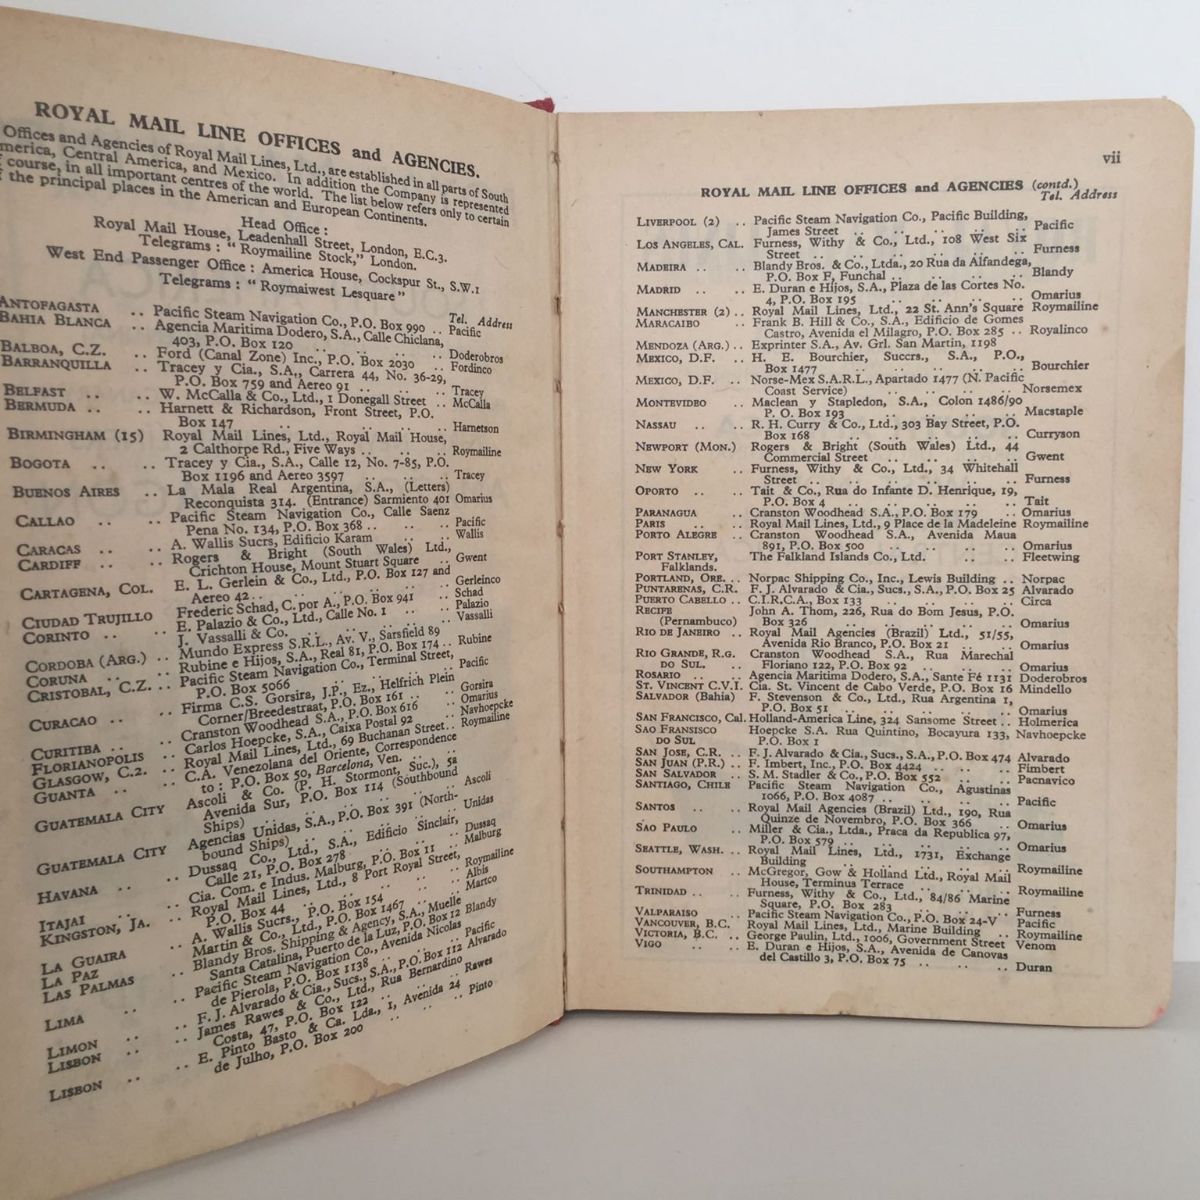 ROYAL MAIL LINE OFFICES and AGENCIES.
Offices and Agencies of Royal Mail Lines, Ltd., are established in all parts of South
America, Central America, and Mexico. In addition the Company is represented
course, in all important centres of the world. The list below refers only to certain
the principal places in the American and European Continents.
Head Office :
Royal Mail House, Leadenhall Street, London, E.C.3.
Telegrams : "Roymailine Stock," London.
West End Passenger Office : America House, Cockspur St., S.W.1
Telegrams : "Roymaiwest Lesquare"
Tel. Address
ANTOFAGASTA .. Pacific Steam Navigation Co., P.O. Box 990 .. Pacific
BAHIA BLANCA .. Agencia Maritima Dodero, S.A., Calle Chiclana,
403, P.O. Box 120 .. .. .. .. Doderobros
BALBOA, C.Z. .. Ford (Canal Zone) Inc., P.O. Box 2030 .. Fordinco
BARRANQUILLA .. Tracey y Cia., S.A., Carrera 44, No. 36-29,
P.O. Box 759 and Aereo 91 .. .. .. Tracey
BELFAST .. .. W. McCalla & Co., Ltd., 1 Donegall Street .. McCalla
BERMUDA .. .. Harnett & Richardson, Front Street, P.O.
Box 147 .. .. .. .. Harnetson
BIRMINGHAM (15) Royal Mail Lines, Ltd., Royal Mail House,
2 Calthorpe Rd., Five Ways .. .. .. Roymailine
BOGOTA .. .. Tracey y Cia., S.A., Calle 12, No. 7-85, P.O.
Box 1196 and Aereo 3597 .. .. .. Tracey
BUENOS AIRES .. La Mala Real Argentina, S.A., (Letters)
Reconquista 314. (Entrance) Sarmiento 401 Omarius
CALLAO .. .. Pacific Steam Navigation Co., Calle Saenz
Pena No. 134, P.O. Box 368 .. .. .. Pacific
CARACAS .. .. A. Wallis Sucrs, Edificio Karam .. .. Wallis
CARDIFF .. .. Rogers & Bright (South Wales) Ltd.,
Crichton House, Mount Stuart Square .. Gwent
CARTAGENA, COL. E. L. Gerlein & Co., Ltd., P.O. Box 127 and
Aereo 42 .. .. .. .. Gerleinco
CIUDAD TRUJILLO Frederic Schad, C. por A., P.O. Box 941 .. Schad
CORINTO .. .. E. Palazio & Co., Ltd., Calle No. 1 .. Palazio
J. Vassalli & Co. .. .. .. Vassalli
CORDOBA (ARG.) .. Mundo Express S.R.L., Av. V., Sarsfield 89
CORUNA .. .. Rubine e Hijos, S.A., Real 81, P.O. Box 174 .. Rubine
CRISTOBAL, C.Z. .. Pacific Steam Navigation Co., Terminal Street,
P.O. Box 5066 .. .. .. Pacific
CURACAO .. .. Firma C.S. Gorsira, J.P., Ez., Helfrich Plein
Corner/Breedestraat, P.O. Box 161 .. .. Gorsira
CURITIBA .. .. Cranston Woodhead S.A., P.O. Box 616 Omarius
FLORIANOPOLIS .. Carlos Hoepcke, S.A., Caixa Postal 92 .. Navhoepcke
GLASGOW, C.2. .. Royal Mail Lines, Ltd., 69 Buchanan Street .. Roymailine
GUANTA .. .. C.A. Venezolana del Oriente, Correspondence
to : P.O. Box 50, Barcelona, Ven. .. ..
GUATEMALA CITY Ascoli & Co. (P. H. Stormont, Suc.), 5a
Avenida Sur, P.O. Box 114 (Southbound
Ships) .. .. .. .. Ascoli
GUATEMALA CITY Agencias Unidas, S.A., P.O. Box 391 (North-
bound Ships) .. .. .. Unidas
HAVANA .. .. Dussaq Co., Ltd., S.A., Edificio Sinclair,
Calle 21, P.O. Box 278 .. .. .. Dussaq
ITAJAI .. .. Cia. Com. e Indus. Malburg, P.O. Box 11 Malburg
KINGSTON, JA. .. Royal Mail Lines, Ltd., 8 Port Royal Street,
P.O. Box 44 .. .. .. Roymailine
LA GUAIRA .. A. Wallis Sucrs., P.O. Box 154 .. .. Albis
LA PAZ .. Martin & Co., Ltd., P.O. Box 1467 .. .. Martco
LAS PALMAS .. Blandy Bros. Shipping & Agency, S.A., Muelle
Santa Catalina, Puerto de la Luz, P.O. Box 12 Blandy
LIMA .. .. Pacific Steam Navigation Co., Avenida Nicolas
de Pierola, P.O. Box 1138 .. .. Pacific
LIMON .. .. F. J. Alvarado & Cia., Sucs., S.A., P.O. Box 112 Alvarado
LISBON .. .. James Rawes & Co., Ltd., Rua Bernardino
Costa, 47, P.O. Box 122 .. .. .. Rawes
LISBON .. .. E. Pinto Basto & Ca. Lda., 1, Avenida 24
de Julho, P.O. Box 200 .. .. Pinto
vii
ROYAL MAIL LINE OFFICES and AGENCIES (contd.)
Tel. Address
LIVERPOOL (2) .. Pacific Steam Navigation Co., Pacific Building,
James Street .. .. .. .. Pacific
LOS ANGELES, CAL. Furness, Withy & Co., Ltd., 108 West Six
Street .. .. .. .. .. Furness
MADEIRA .. .. Blandy Bros. & Co., Ltda., 20 Rua da Alfandega,
P.O. Box F, Funchal .. .. .. .. Blandy
MADRID .. .. E. Duran e Hijos, S.A., Plaza de las Cortes No.
4, P.O. Box 195 .. .. .. .. Omarius
MANCHESTER (2) .. Royal Mail Lines, Ltd., 22 St. Ann's Square Roymailine
MARACAIBO .. Frank B. Hill & Co., S.A., Edificio de Gomes
Castro, Avenida el Milagro, P.O. Box 285 .. Royalinco
MENDOZA (ARG.) .. Exprinter S.A., Av. Grl. San Martin, 1198
MEXICO, D.F. .. H. E. Bourchier, Succrs., S.A., P.O.,
Box 1477 .. .. .. .. Bourchier
MEXICO, D.F. .. Norse-Mex S.A.R.L., Apartado 1477 (N. Pacific
Coast Service) .. .. .. .. Norsemex
MONTEVIDEO .. Maclean y Stapledon, S.A., Colon 1486/90
P. O. Box 193 .. .. .. .. Macstaple
NASSAU .. .. R. H. Curry & Co., Ltd., 303 Bay Street, P.O.
Box 168 .. .. .. .. Curryson
NEWPORT (MON.) Rogers & Bright (South Wales) Ltd., 44
Commercial Street .. .. .. .. Gwent
NEW YORK .. Furness, Withy & Co., Ltd., 34 Whitehall
Street .. .. .. .. .. Furness
OPORTO .. .. Tait & Co., Rua do Infante D. Henrique, 19,
P.O. Box 4 .. .. .. .. Tait
PARANAGUA .. Cranston Woodhead S.A., P.O. Box 179 .. Omarius
PARIS .. .. Royal Mail Lines, Ltd., 9 Place de la Madeleine Roymailine
PORTO ALEGRE .. Cranston Woodhead S.A., Avenida Maua
891, P.O. Box 500 .. .. .. .. Omarius
PORT STANLEY, The Falkland Islands Co., Ltd. .. .. Fleetwing
Falklands.
PORTLAND, ORE. .. Norpac Shipping Co., Inc., Lewis Building .. Norpac
PUNTARENAS, C.R. F. J. Alvarado & Cia., Sucs., S.A., P.O. Box 25 Alvarado
PUERTO CABELLO .. C.I.R.C.A., Box 133 .. .. .. .. Circa
RECIFE John A. Thom, 226, Rua do Bom Jesus, P.O.
(Pernambuco) Box 326 .. .. .. .. Omarius
RIO DE JANEIRO .. Royal Mail Agencies (Brazil) Ltd., 51/55,
Avenida Rio Branco, P.O. Box 21 .. .. Omarius
RIO GRANDE, R.G. Cranston Woodhead S.A., Rua Marechal
DO SUL. Floriano 122, P.O. Box 92 .. .. .. Omarius
ROSARIO .. Agencia Maritima Dodero, S.A., Sante Fé 1131 Doderobros
ST. VINCENT C.V.I. Cia. St. Vincent de Cabo Verde, P.O. Box 16 Mindello
SALVADOR (Bahia) F. Stevenson & Co., Ltd., Rua Argentina 1,
P.O. Box 51 .. .. .. .. Omarius
SAN FRANCISCO, Cal. Holland-America Line, 324 Sansome Street .. Holmerica
SAO FRANSISCO Hoepcke S.A. Rua Quintino, Bocayura 133, Navhoepcke
DO SUL P.O. Box 1
SAN JOSE, C.R. .. F. J. Alvarado & Cia., Sucs., S.A., P.O. Box 474 Alvarado
SAN JUAN (P.R.) .. F. Imbert, Inc., P.O. Box 4424 .. .. .. Fimbert
SAN SALVADOR .. S. M. Stadler & Co., P.O. Box 552 .. .. Pacnavico
SANTIAGO, CHILE Pacific Steam Navigation Co., Agustinas
1066, P.O. Box 4087 .. .. .. .. Pacific
SANTOS .. .. Royal Mail Agencies (Brazil) Ltd., 190, Rua
Quinze de Novembro, P.O. Box 366 .. Omarius
SAO PAULO .. Miller & Cia., Ltda., Praca da Republica 97,
P.O. Box 579 .. .. .. .. Omarius
SEATTLE, WASH. .. Royal Mail Lines, Ltd., 1731, Exchange
Building .. .. .. .. Roymailine
SOUTHAMPTON .. McGregor, Gow & Holland Ltd., Royal Mail
House, Terminus Terrace .. .. .. Roymailine
TRINIDAD .. .. Furness, Withy & Co., Ltd., 84/86 Marine
Square, P.O. Box 283 .. .. .. Furness
VALPARAISO .. Pacific Steam Navigation Co., P.O. Box 24-V Pacific
VANCOUVER, B.C. Royal Mail Lines, Ltd., Marine Building .. Roymailine
VICTORIA, B.C. .. George Paulin, Ltd., 1006, Government Street Venom
VIGO .. .. E. Duran e Hijos, S.A., Avenida de Canovas
del Castillo 3, P.O. Box 75 .. .. .. Duran